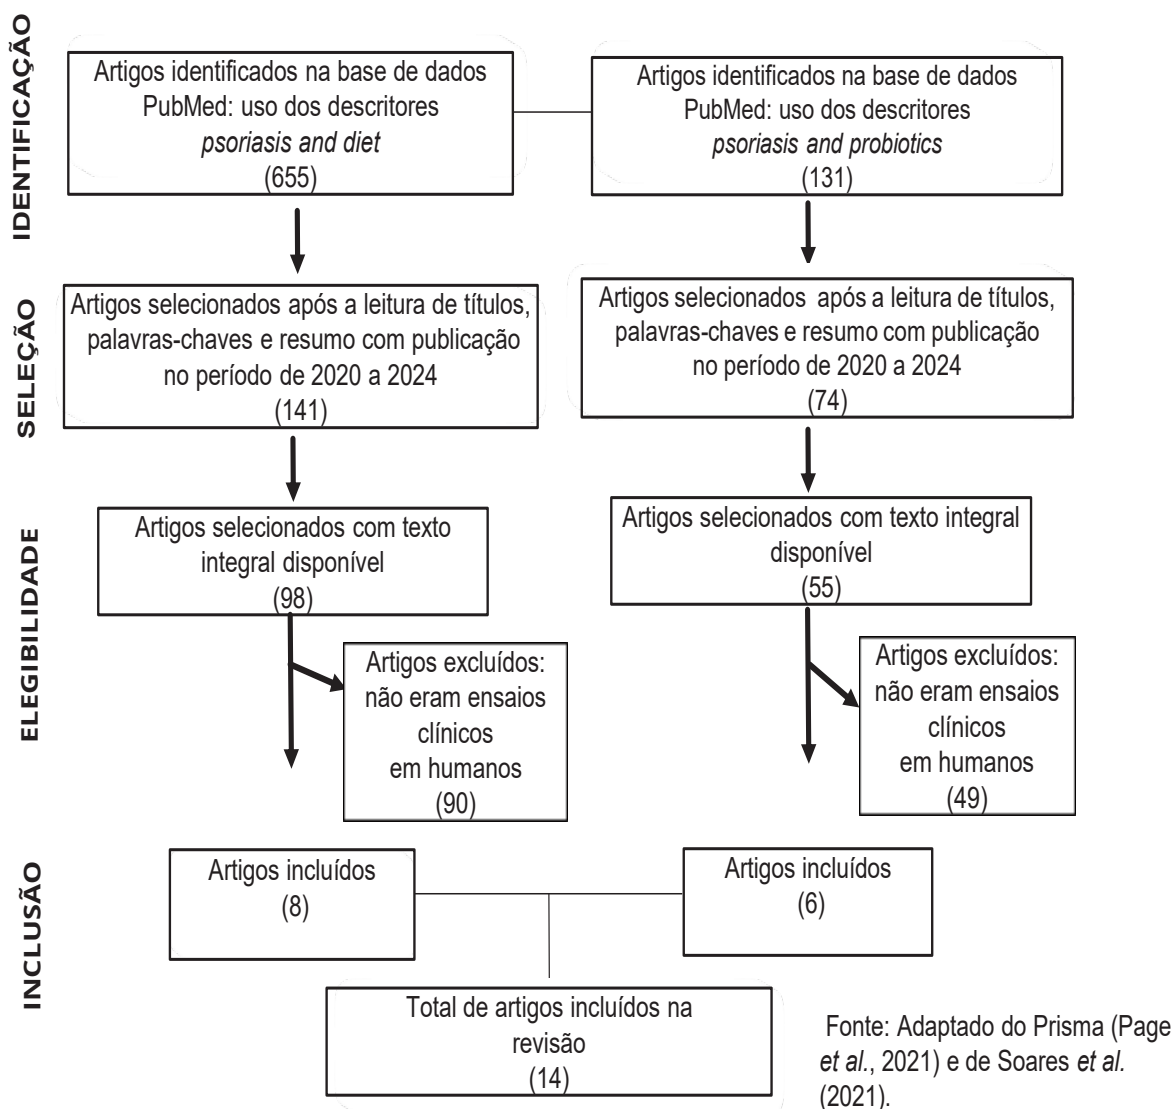 IDENTIFICAÇÃO
Artigos identificados na base de dados
PubMed: uso dos descritores
psoriasis and diet
(655)
Artigos identificados na base de dados
PubMed: uso dos descritores
psoriasis and probiotics
(131)
SELEÇÃO
Artigos selecionados após a leitura de títulos,
palavras-chaves e resumo com publicação
no período de 2020 a 2024
(141)
Artigos selecionados após a leitura de títulos,
palavras-chaves e resumo com publicação
no período de 2020 a 2024
(74)
ELEGIBILIDADE
Artigos selecionados com texto
integral disponível
(98)
Artigos selecionados com texto integral
disponível
(55)
Artigos excluídos:
não eram ensaios
clínicos
em humanos
(90)
Artigos excluídos:
não eram ensaios
clínicos
em humanos
(49)
INCLUSÃO
Artigos incluídos
(8)
Artigos incluídos
(6)
Total de artigos incluídos na
revisão
(14)
Fonte: Adaptado do Prisma (Page
et al., 2021) e de Soares et al.
(2021).